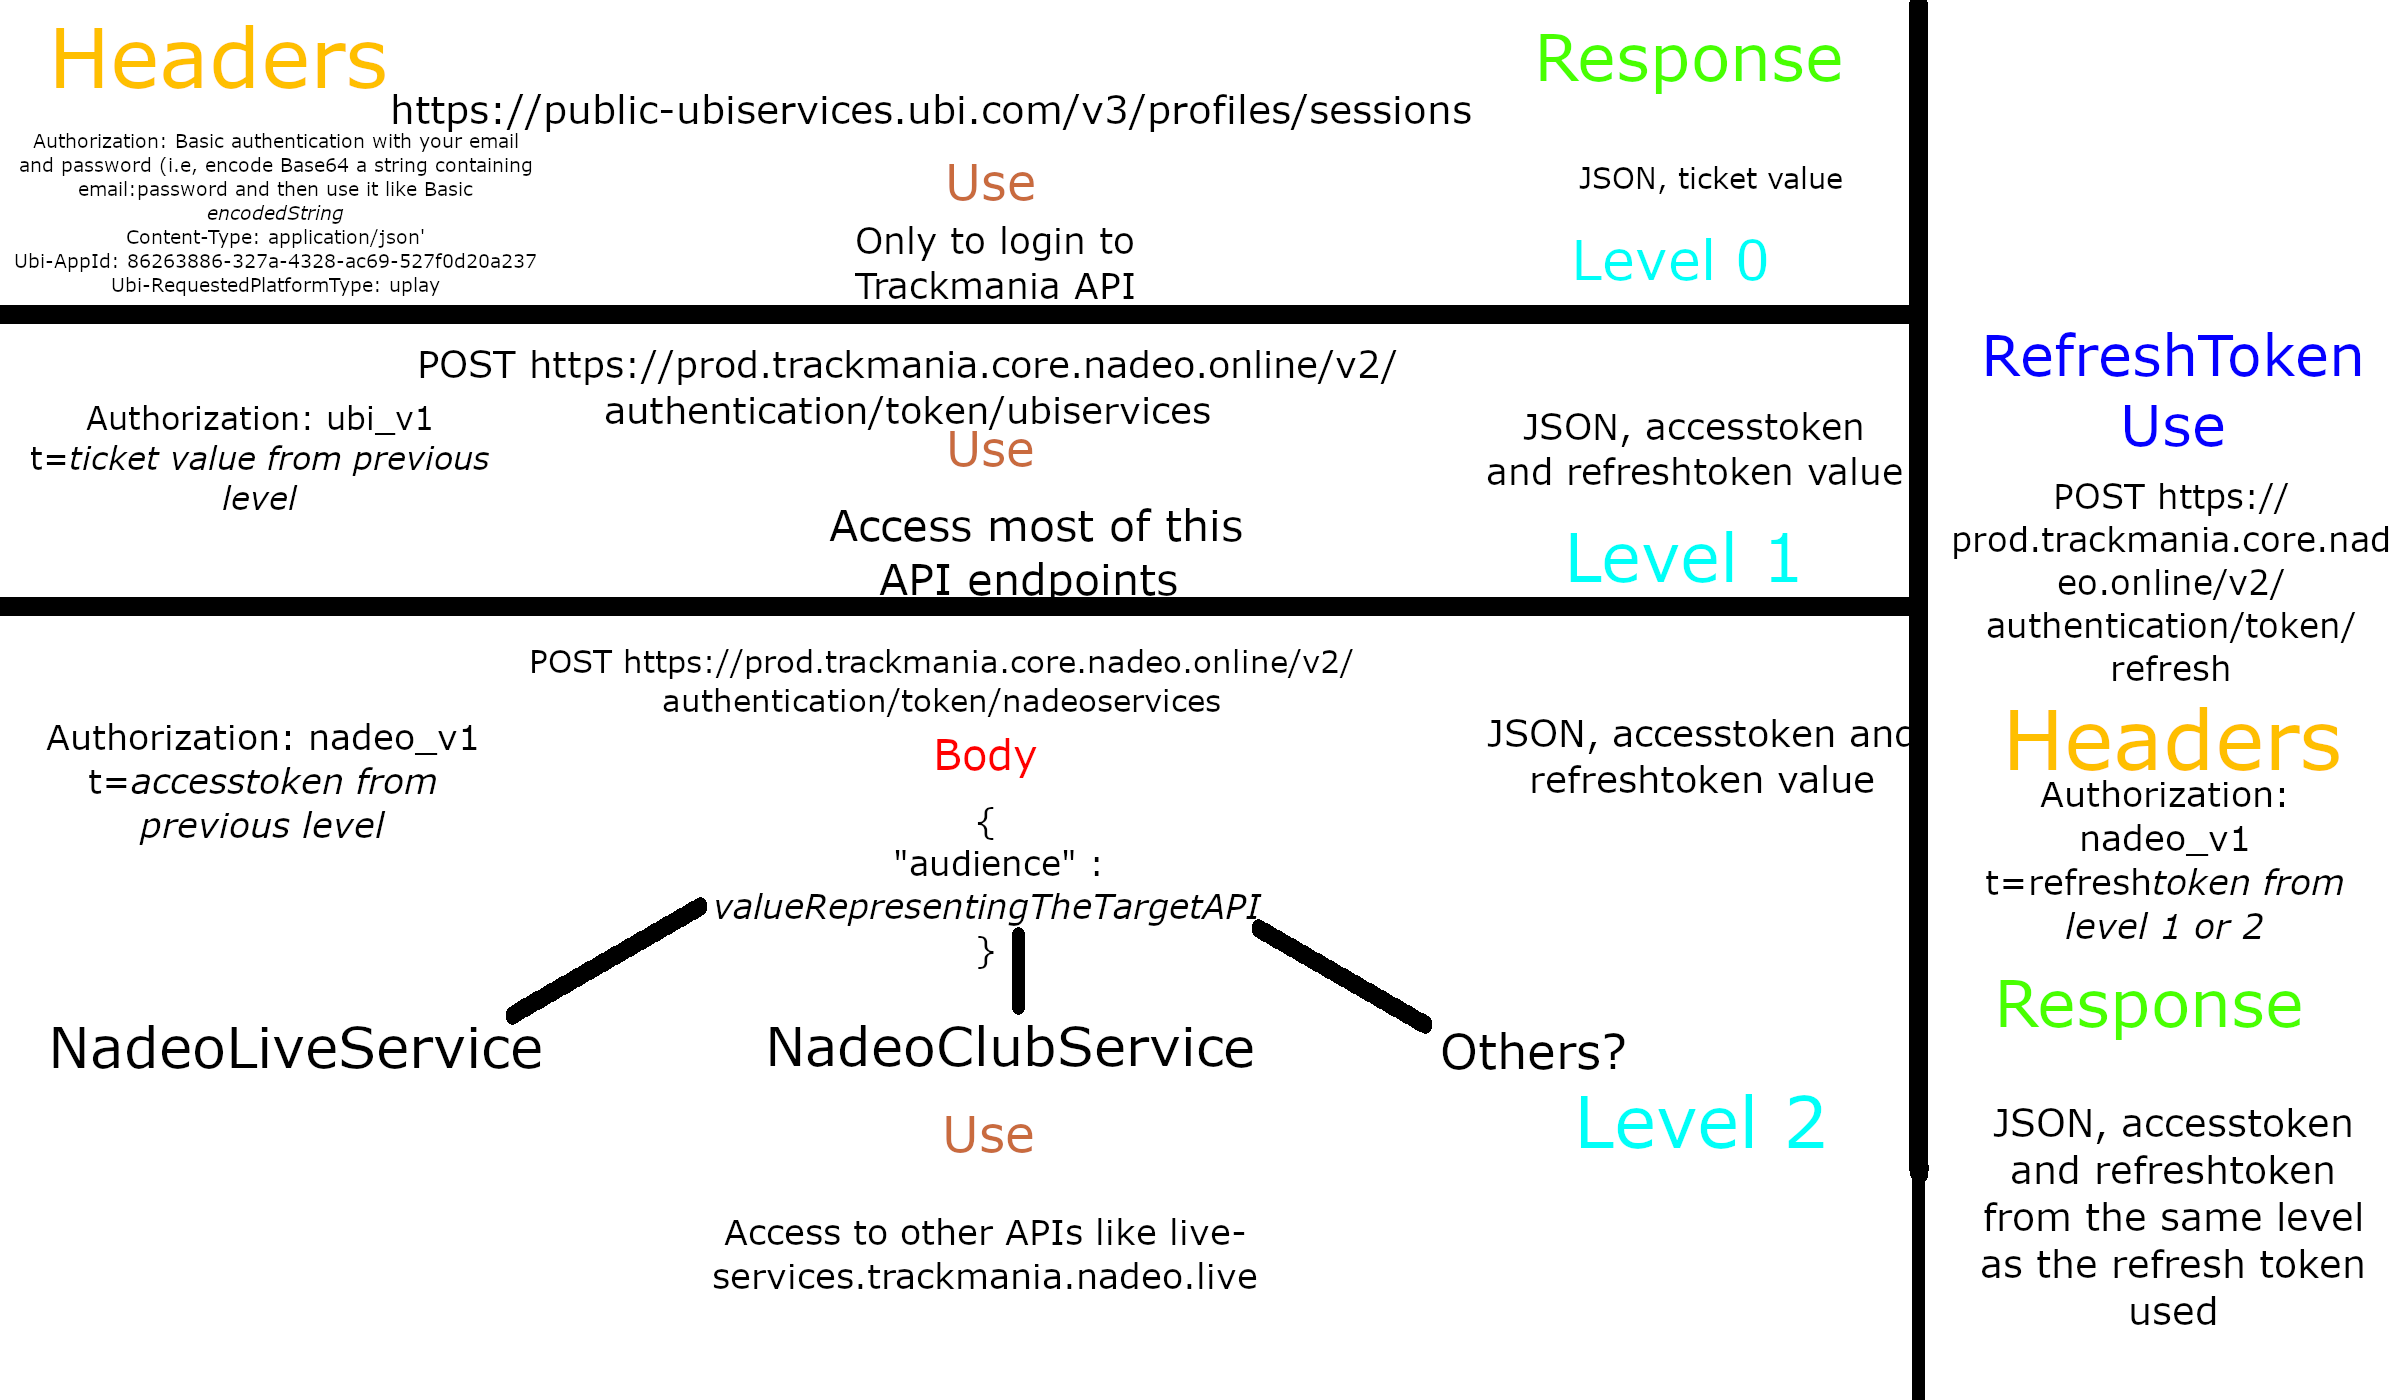 Headers
Response
https://public-ubiservices.ubi.com/v3/profiles/sessions
Authorization: Basic authentication with your email
and password (i.e, encode Base64 a string containing
email:password and then use it like Basic
encodedString
Content-Type: application/json'
Ubi-AppId: 86263886-327a-4328-ac69-527f0d20a237
Ubi-RequestedPlatformType: uplay
Use
Only to login to
Trackmania API
JSON, ticket value
Level 0
POST https://prod.trackmania.core.nadeo.online/v2/
authentication/token/ubiservices
Authorization: ubi_v1
t=ticket value from previous
level
Use
Access most of this
API endpoints
JSON, accesstoken
and refreshtoken value
Level 1
POST https://prod.trackmania.core.nadeo.online/v2/
authentication/token/nadeoservices
Authorization: nadeo_v1
t=accesstoken from
previous level
Body
{
"audience" :
valueRepresentingTheTargetAPI
}
JSON, accesstoken and
refreshtoken value
NadeoLiveService
NadeoClubService
Others?
Level 2
Use
Access to other APIs like live-
services.trackmania.nadeo.live
RefreshToken
Use
POST https://
prod.trackmania.core.nad
eo.online/v2/
authentication/token/
refresh
Headers
Authorization:
nadeo_v1
t=refreshtoken from
level 1 or 2
Response
JSON, accesstoken
and refreshtoken
from the same level
as the refresh token
used